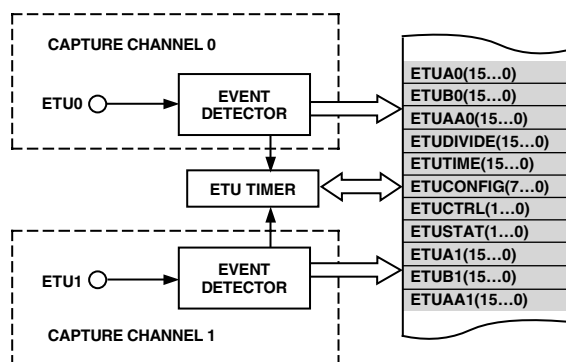 CAPTURE CHANNEL 0
ETU0
EVENT
DETECTOR
ETU TIMER
ETU1
EVENT
DETECTOR
CAPTURE CHANNEL 1
ETUA0(15...0)
ETUB0(15...0)
ETUAA0(15...0)
ETUDIVIDE(15...0)
ETUTIME(15...0)
ETUCONFIG(7...0)
ETUCTRL(1...0)
ETUSTAT(1...0)
ETUA1(15...0)
ETUB1(15...0)
ETUAA1(15...0)